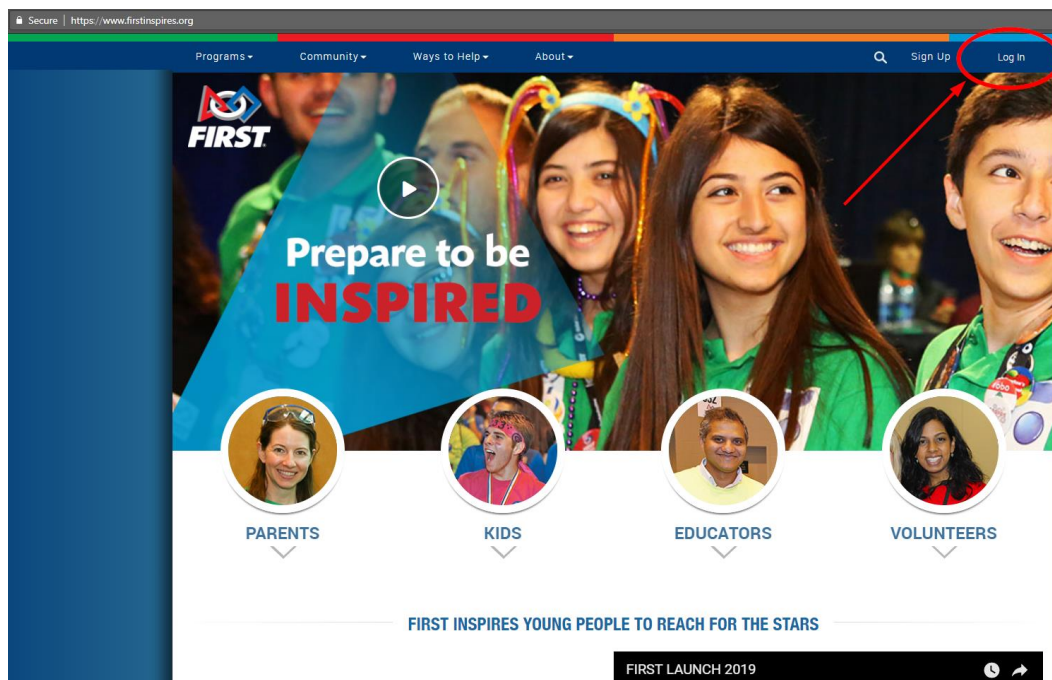 Secure | https://www.firstinspires.org
Programs Community Ways to Help About Sign Up Log In
FIRST
Prepare to be
INSPIRED
PARENTS KIDS EDUCATORS VOLUNTEERS
FIRST INSPIRES YOUNG PEOPLE TO REACH FOR THE STARS
FIRST LAUNCH 2019